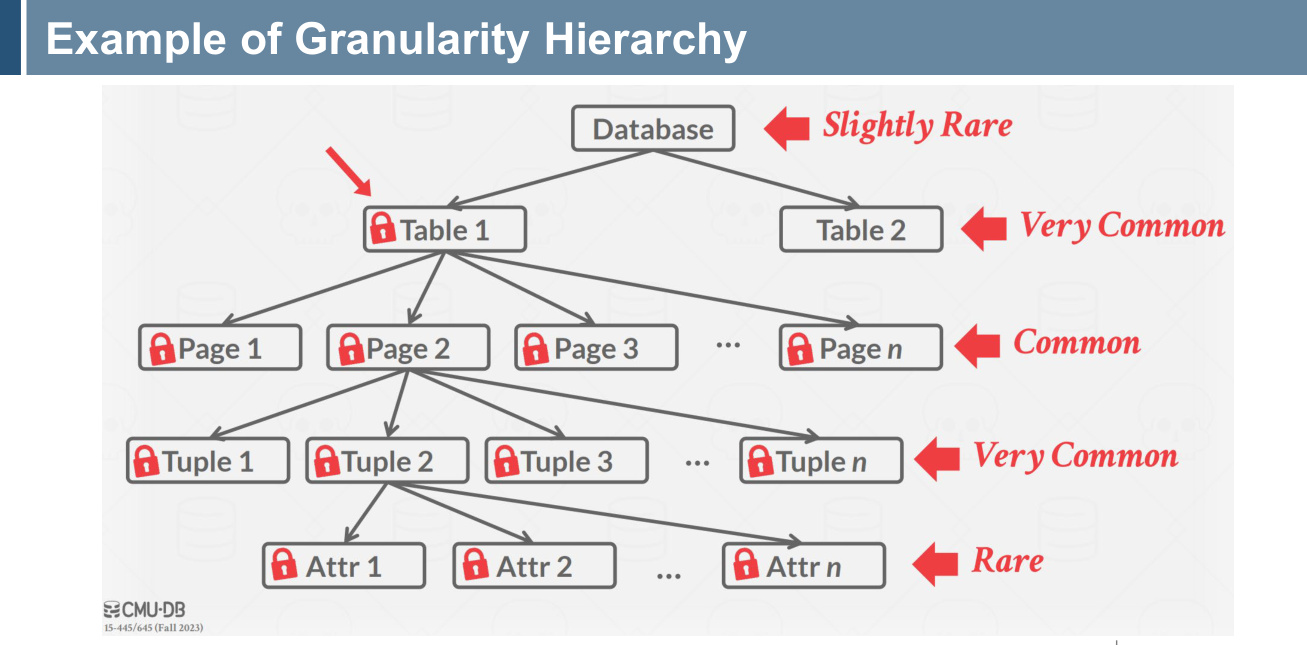 Example of Granularity Hierarchy
Database
Slightly Rare
Table 1
Table 2
Very Common
Page 1
Page 2
Page 3
...
Page n
Common
Tuple 1
Tuple 2
Tuple 3
...
Tuple n
Very Common
Attr 1
Attr 2
...
Attr n
Rare
CMU·DB
15-445/645 (Fall 2023)